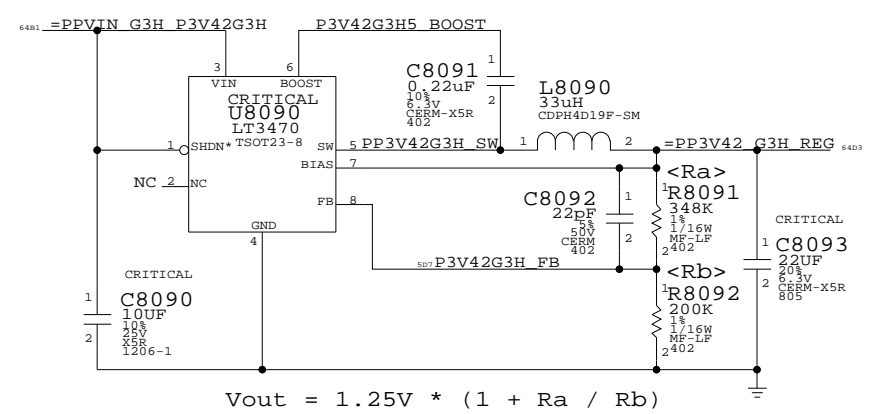 64B1 =PPVIN_G3H_P3V42G3H
P3V42G3H5_BOOST
3
6
VIN
BOOST
CRITICAL
U8090
LT3470
TSOT23-8
1
SHDN*
SW
5
PP3V42G3H_SW
BIAS
7
NC
2
NC
FB
8
GND
4
C8091
0.22uF
10%
6.3V
CERM-X5R
402
1
2
L8090
33uH
CDPH4D19F-SM
1
2
=PP3V42_G3H_REG 64D3
<Ra>
1
R8091
348K
1%
1/16W
MF-LF
402
2
C8092
22pF
5%
50V
CERM
402
1
2
5D7 P3V42G3H_FB
<Rb>
1
R8092
200K
1%
1/16W
MF-LF
402
2
CRITICAL
1
C8093
22UF
20%
6.3V
CERM-X5R
805
2
CRITICAL
1
C8090
10UF
10%
25V
X5R
1206-1
2
Vout = 1.25V * (1 + Ra / Rb)